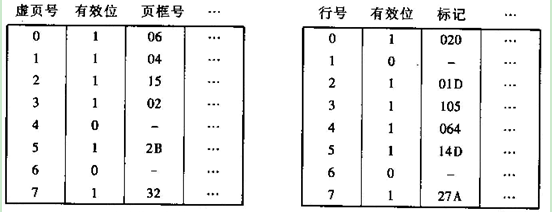 虚页号 有效位 页框号 …
0 1 06 …
1 1 04 …
2 1 15 …
3 1 02 …
4 0 – …
5 1 2B …
6 0 – …
7 1 32 …
行号 有效位 标记 …
0 1 020 …
1 0 – …
2 1 01D …
3 1 105 …
4 1 064 …
5 1 14D …
6 0 – …
7 1 27A …